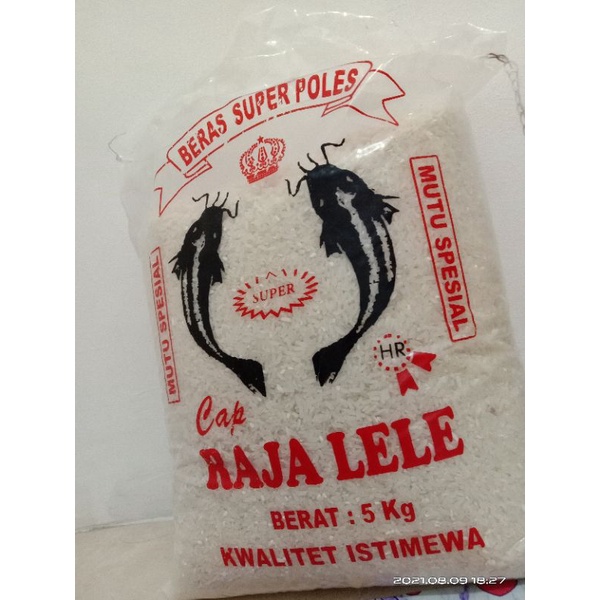 BERAS SUPER POLES
MUTU SPESIAL
MUTU SPESIAL
SUPER
HR
Cap
RAJA LELE
BERAT : 5 Kg
KWALITET ISTIMEWA
2021.08.09 18:27